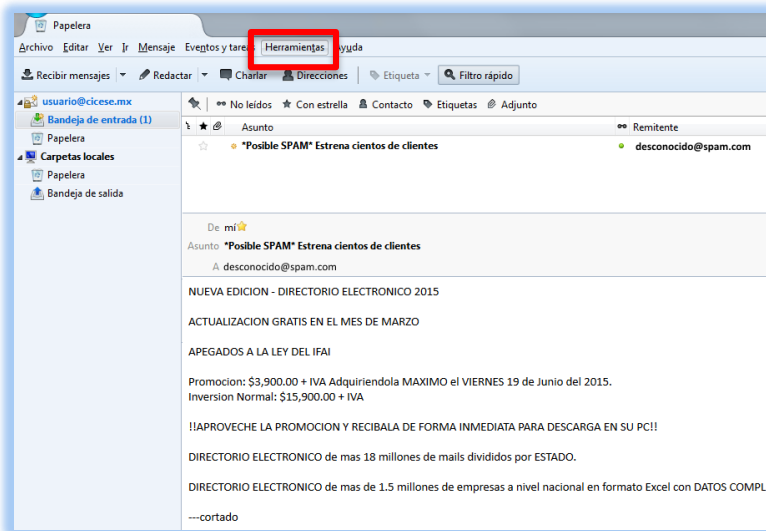 Papelera
Archivo Editar Ver Ir Mensaje Eventos y tareas Herramientas Ayuda
Recibir mensajes Redactar Charlar Direcciones Etiqueta Filtro rápido
usuario@cicese.mx
Bandeja de entrada (1)
Papelera
Carpetas locales
Papelera
Bandeja de salida
No leídos Con estrella Contacto Etiquetas Adjunto
Asunto Remitente
*Posible SPAM* Estrena cientos de clientes desconocido@spam.com
De mí
Asunto *Posible SPAM* Estrena cientos de clientes
A desconocido@spam.com
NUEVA EDICION - DIRECTORIO ELECTRONICO 2015
ACTUALIZACION GRATIS EN EL MES DE MARZO
APEGADOS A LA LEY DEL IFAI
Promocion: $3,900.00 + IVA Adquiriendola MAXIMO el VIERNES 19 de Junio del 2015.
Inversion Normal: $15,900.00 + IVA
!!APROVECHE LA PROMOCION Y RECIBALA DE FORMA INMEDIATA PARA DESCARGA EN SU PC!!
DIRECTORIO ELECTRONICO de mas 18 millones de mails divididos por ESTADO.
DIRECTORIO ELECTRONICO de mas de 1.5 millones de empresas a nivel nacional en formato Excel con DATOS COMPL
---cortado